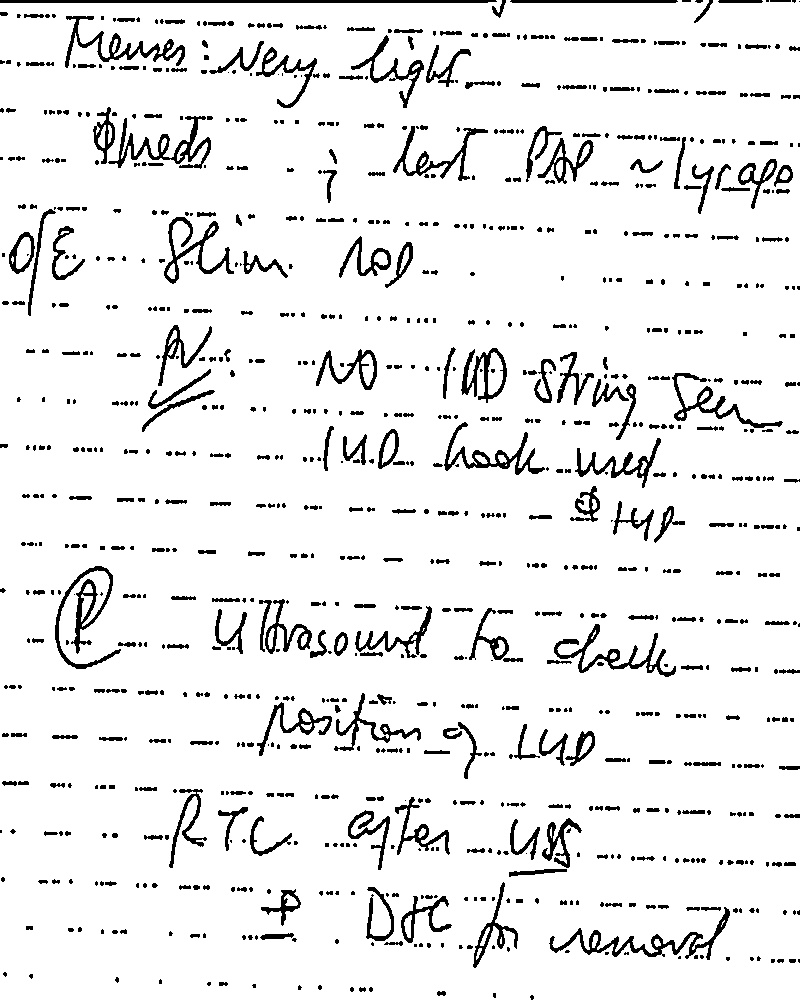 Menses: Very light
∅meds ; last PAP ~ 1yr ago
O/E Slim NAD
PV: NO IUD string seen
IUD hook used
∅ IUD
Ⓟ Ultrasound to check
position of IUD
RTC after USS
± D&C for removal